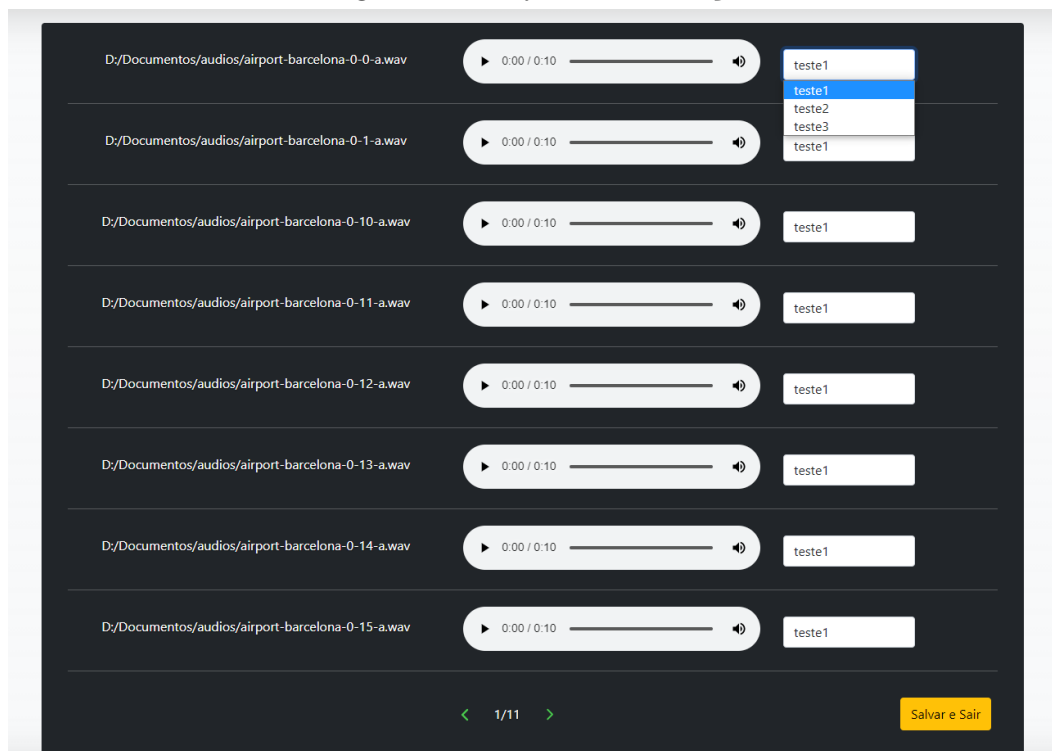 D:/Documentos/audios/airport-barcelona-0-0-a.wav 0:00 / 0:10 teste1
teste1
teste2
teste3
D:/Documentos/audios/airport-barcelona-0-1-a.wav 0:00 / 0:10 teste1
D:/Documentos/audios/airport-barcelona-0-10-a.wav 0:00 / 0:10 teste1
D:/Documentos/audios/airport-barcelona-0-11-a.wav 0:00 / 0:10 teste1
D:/Documentos/audios/airport-barcelona-0-12-a.wav 0:00 / 0:10 teste1
D:/Documentos/audios/airport-barcelona-0-13-a.wav 0:00 / 0:10 teste1
D:/Documentos/audios/airport-barcelona-0-14-a.wav 0:00 / 0:10 teste1
D:/Documentos/audios/airport-barcelona-0-15-a.wav 0:00 / 0:10 teste1
1/11 Salvar e Sair